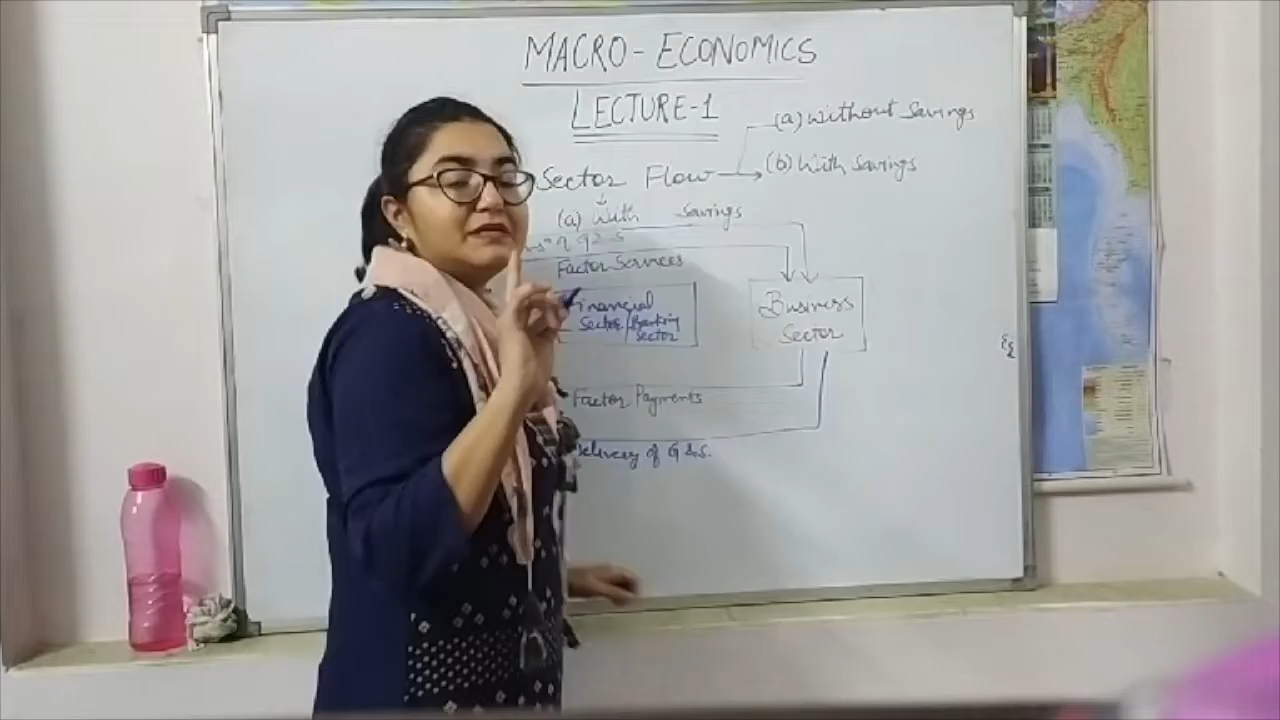 MACRO-ECONOMICS
LECTURE-1
(a) Without Savings
Sector Flow
(b) With Savings
(a) With Savings
Factor Services
Financial
Sector/Banking
Sector
Business
Sector
Factor Payments
Delivery of G & S.